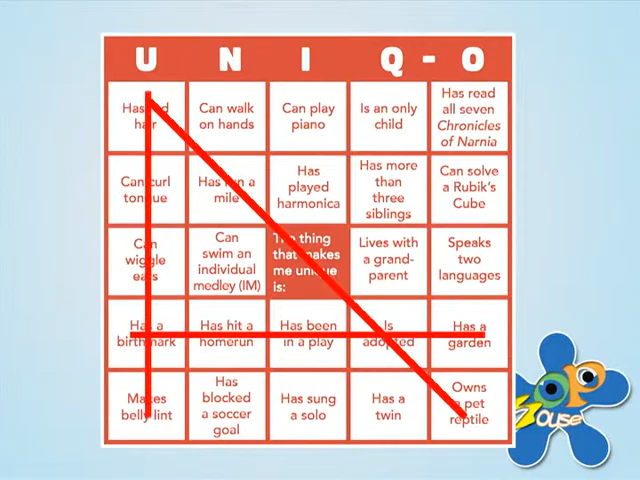 U N I Q - O
Has red hair
Can walk on hands
Can play piano
Is an only child
Has read all seven Chronicles of Narnia
Can curl tongue
Has run a mile
Has played harmonica
Has more than three siblings
Can solve a Rubik's Cube
Can wiggle ears
Can swim an individual medley (IM)
The thing that makes me unique is:
Lives with a grand-parent
Speaks two languages
Has a birthmark
Has hit a homerun
Has been in a play
Is adopted
Has a garden
Makes belly lint
Has blocked a soccer goal
Has sung a solo
Has a twin
Owns a pet reptile